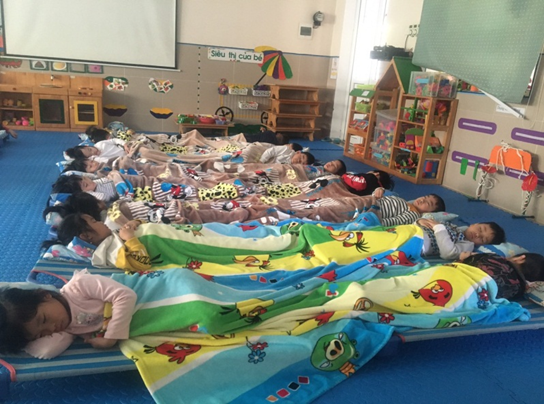 Siêu thị của bé